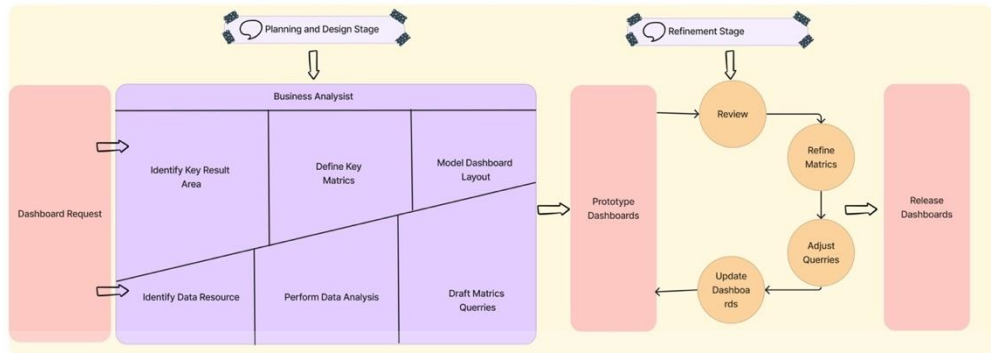 Planning and Design Stage
Refinement Stage
Business Analyst
Dashboard Request
Identify Key Result
Area
Define Key
Matrics
Model Dashboard
Layout
Identify Data Resource
Perform Data Analysis
Draft Matrics
Querries
Prototype
Dashboards
Review
Refine
Matrics
Adjust
Querries
Update
Dashboa
rds
Release
Dashboards